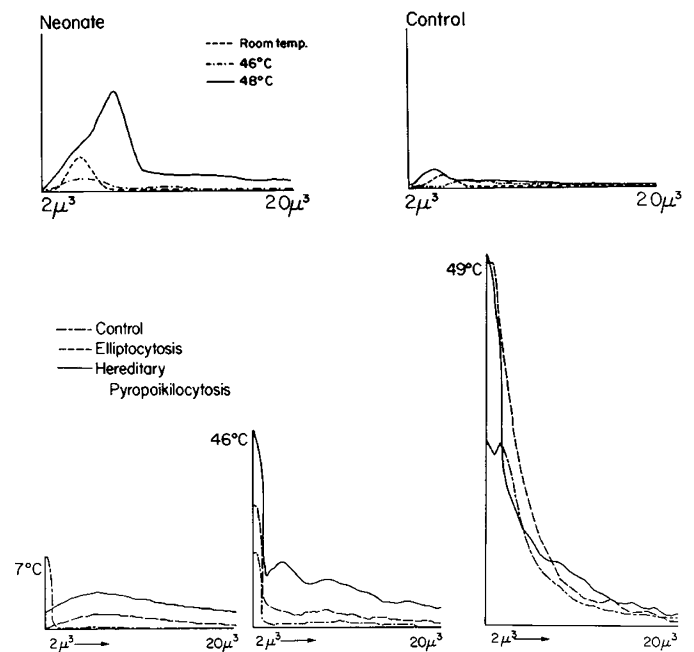 Neonate
Room temp.
46°C
48°C
2μ³
20μ³
Control
2μ³
20μ³
Control
Elliptocytosis
Hereditary
Pyropoikilocytosis
7°C
2μ³
20μ³
46°C
2μ³
20μ³
49°C
2μ³
20μ³